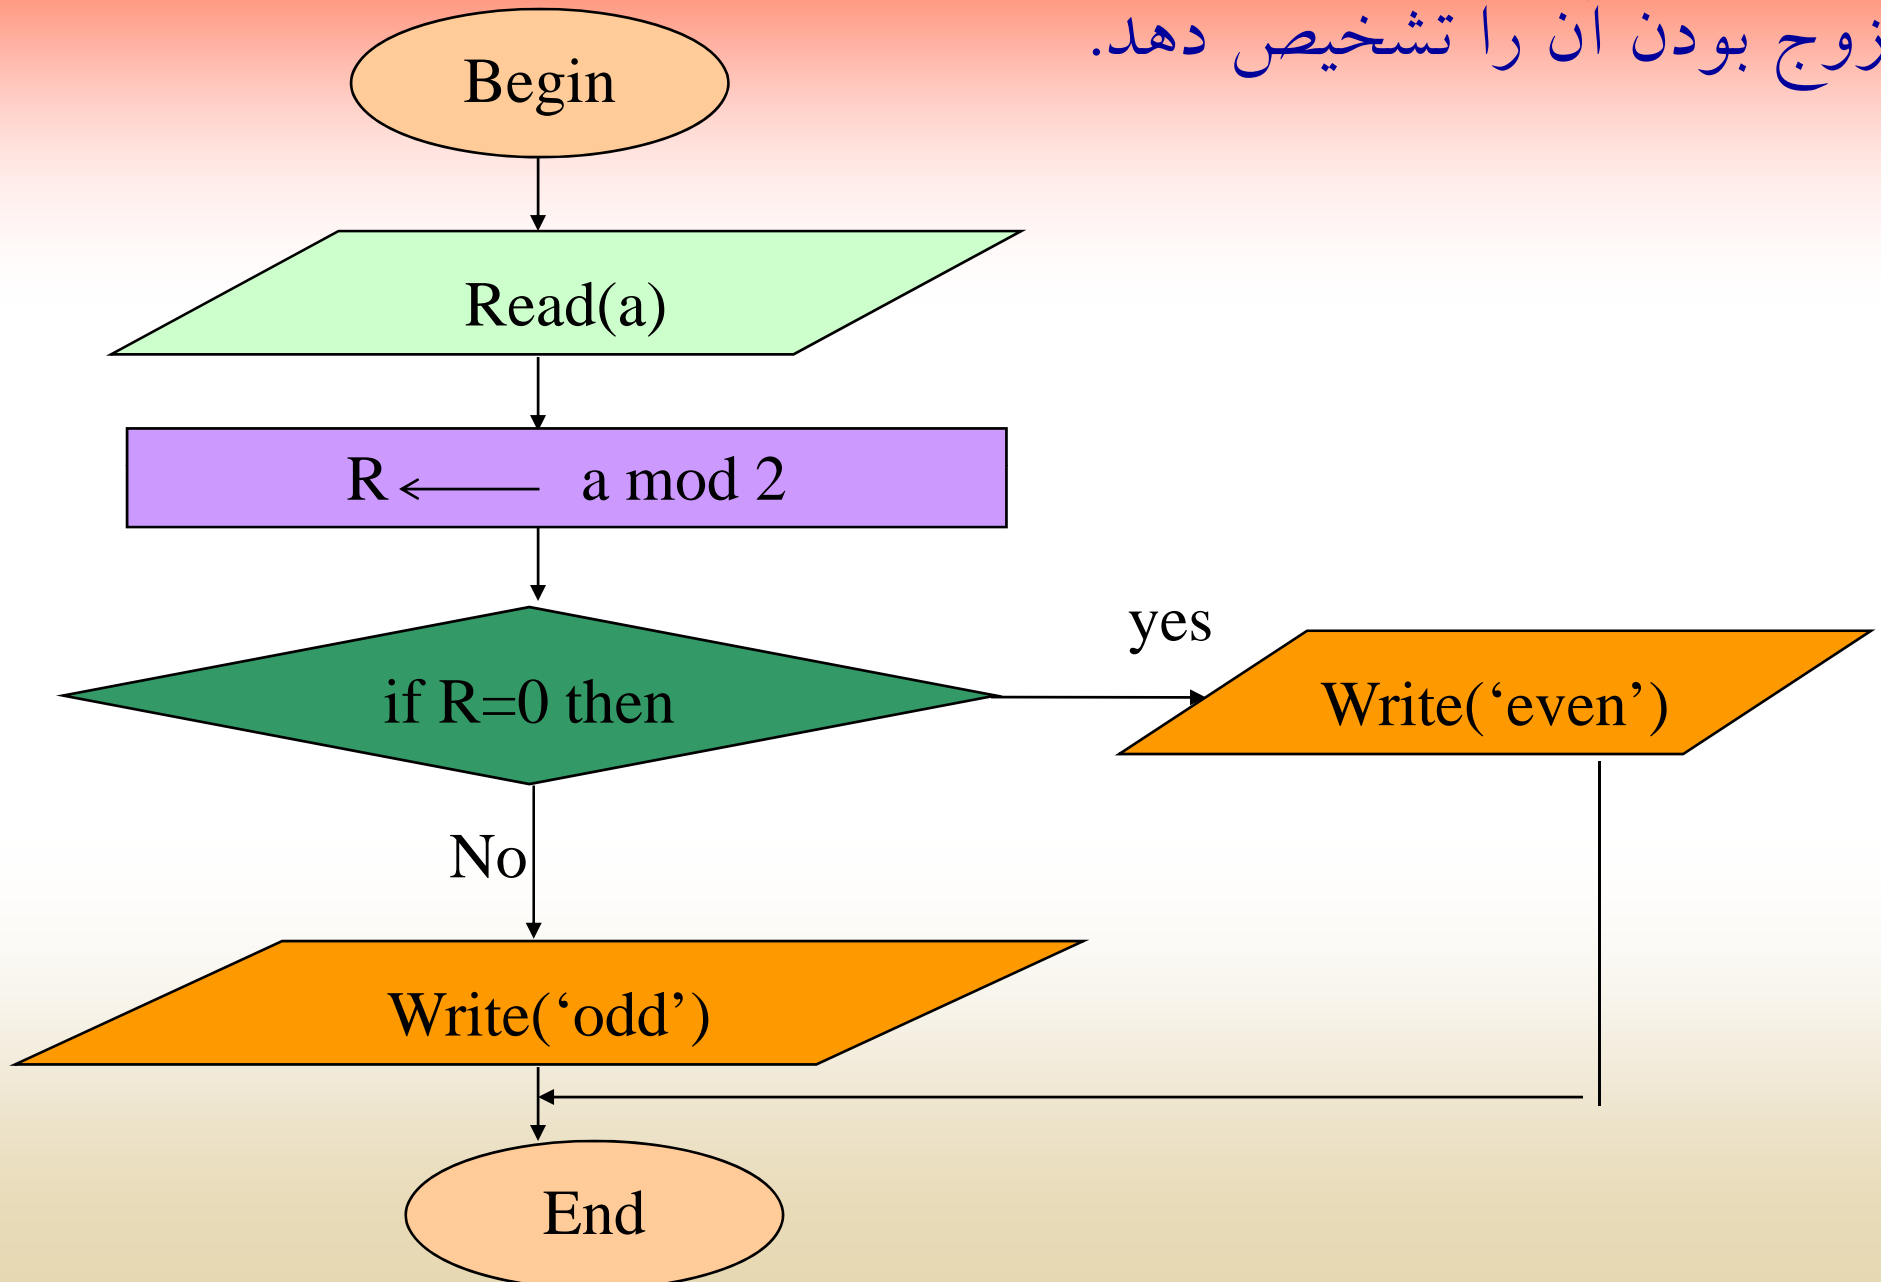 زوج بودن ان را تشخیص دهد.
Begin
Read(a)
R a mod 2
if R=0 then
yes
Write(‘even’)
No
Write(‘odd’)
End